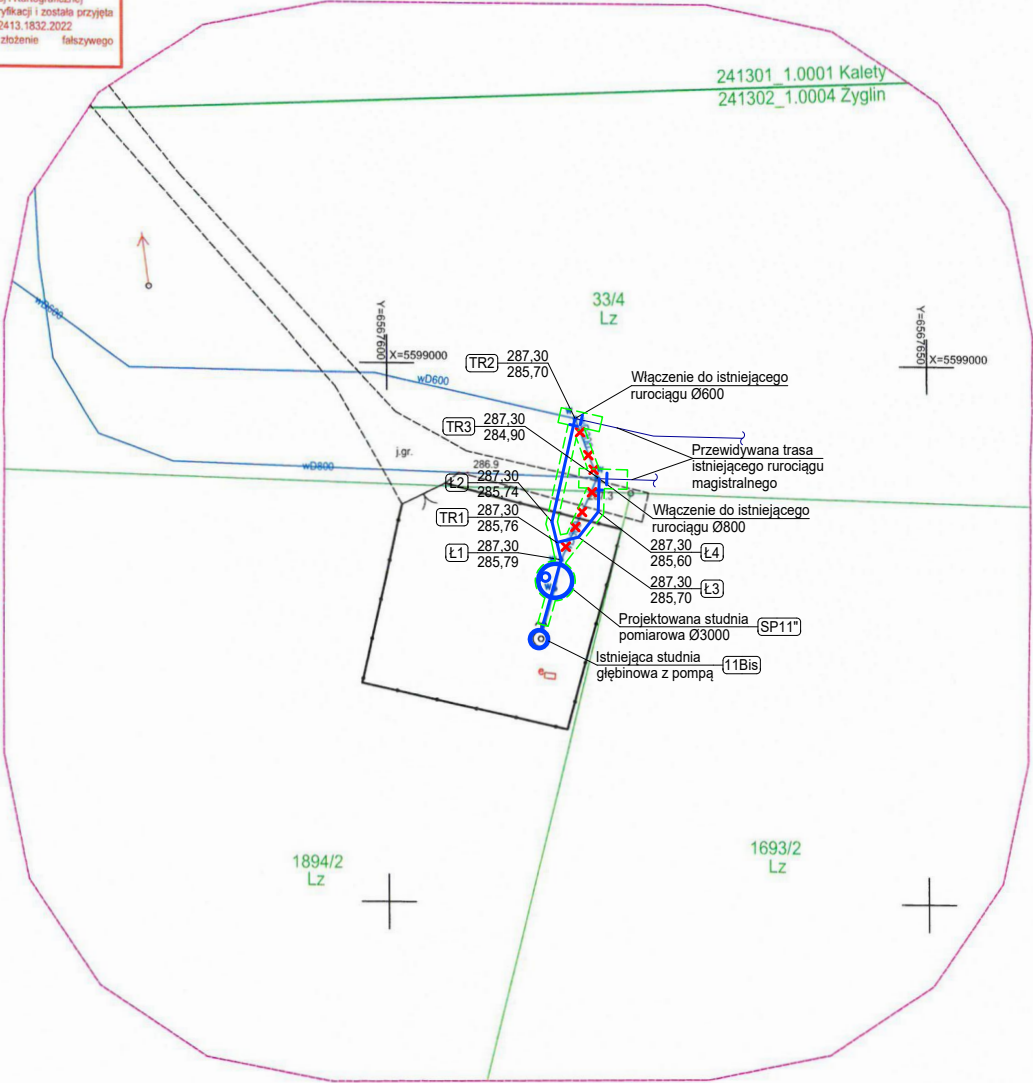 ryfikacji i została przyjęta
2413.1832.2022
złożenie fałszywego
241301_1.0001 Kalety
241302_1.0004 Żyglin
wD600
33/4
Lz
Y=6567600
X=5599000
Y=6567650
X=5599000
TR2
287,30
285,70
wD600
Włączenie do istniejącego
rurociągu Ø600
TR3
287,30
284,90
j.gr.
286.9
wD800
Przewidywana trasa
istniejącego rurociągu
magistralnego
Ł2
287,30
285,74
TR1
287,30
285,76
Włączenie do istniejącego
rurociągu Ø800
Ł1
287,30
285,79
287,30
285,60
Ł4
287,30
285,70
Ł3
Projektowana studnia
pomiarowa Ø3000
SP11"
Istniejąca studnia
głębinowa z pompą
11Bis
e
1894/2
Lz
1693/2
Lz